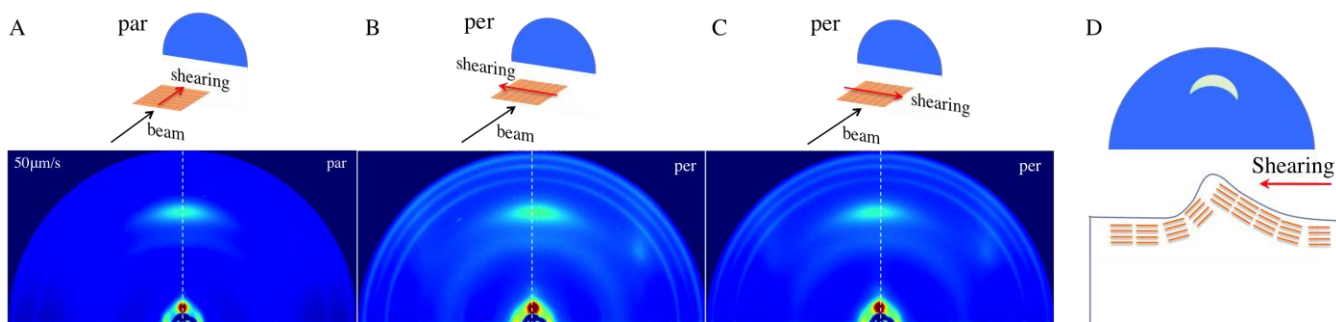 A
par
shearing
beam
50μm/s
par
B
per
shearing
beam
per
C
per
shearing
beam
per
D
Shearing